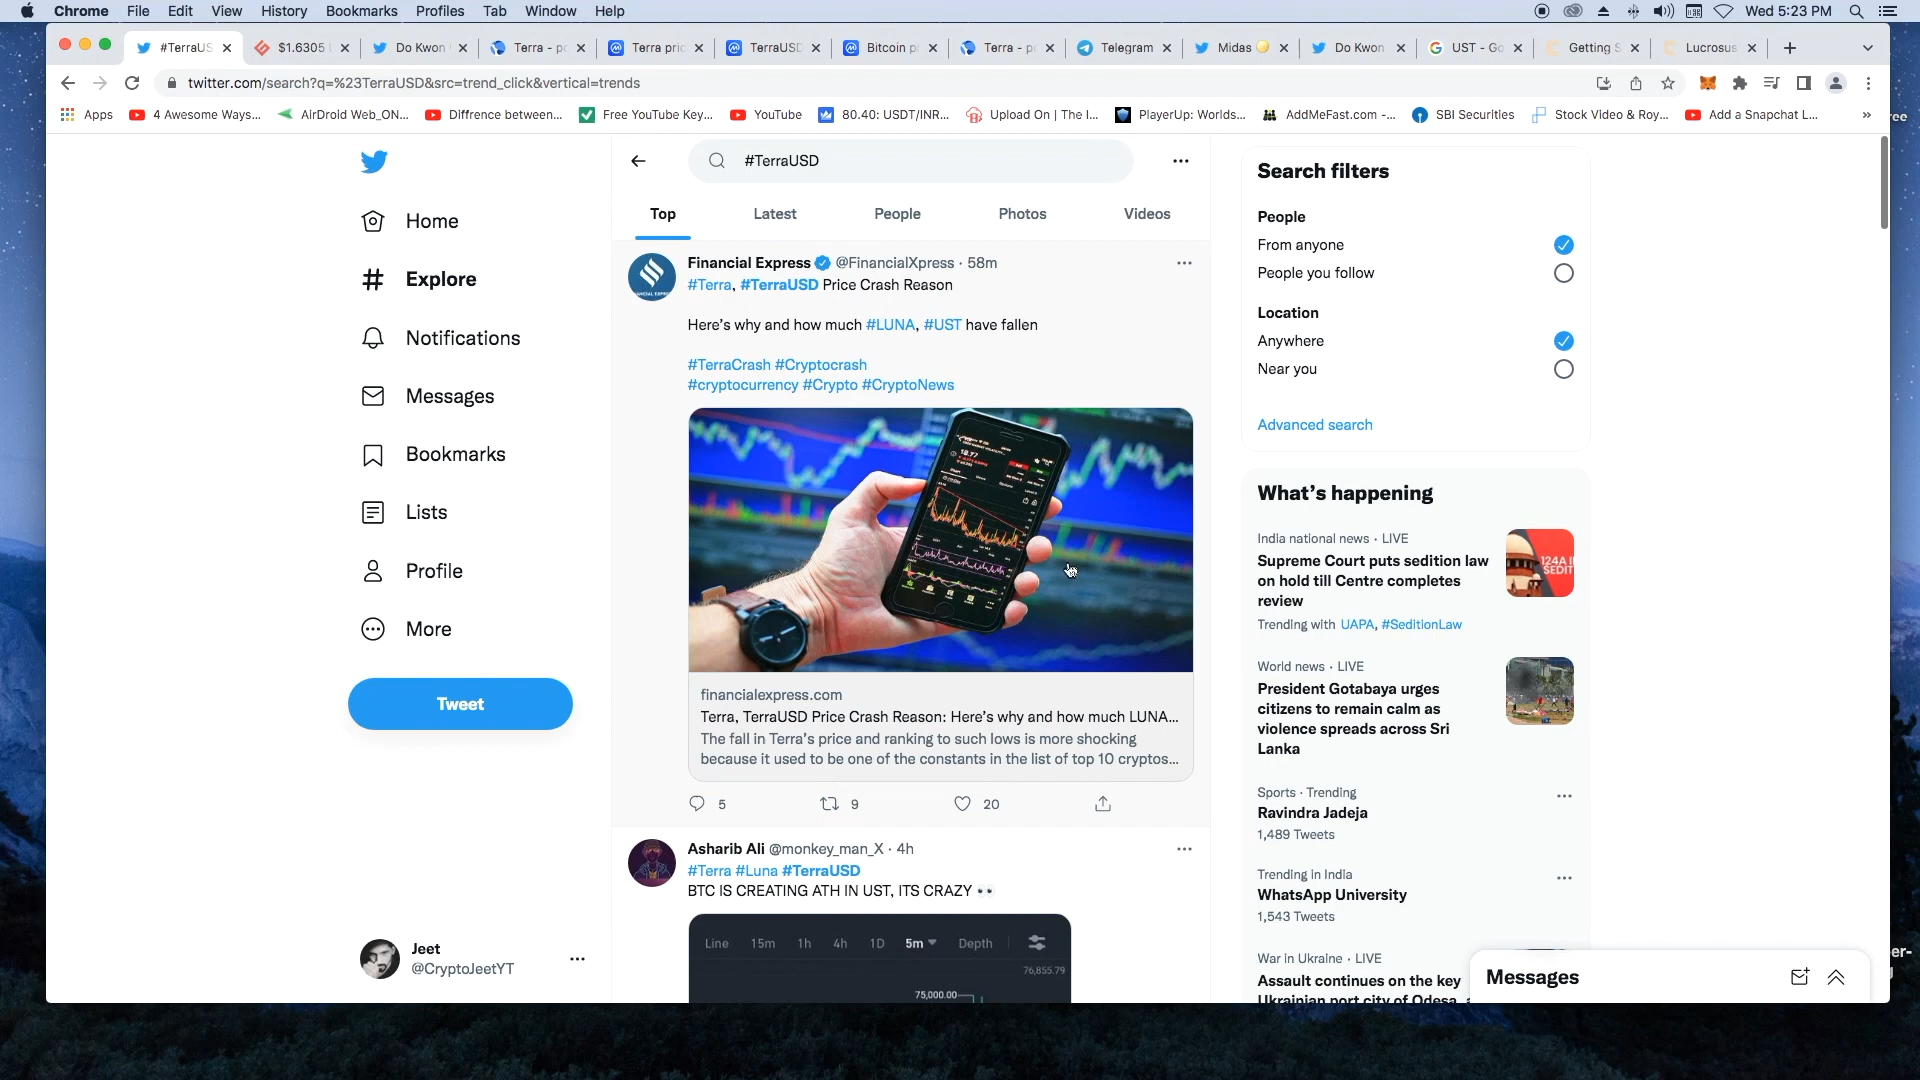 Chrome File Edit View History Bookmarks Profiles Tab Window Help Wed 5:23 PM
#TerraUS $1.6305 Do Kwon Terra - p Terra pric TerraUSD Bitcoin p Terra - p Telegram Midas Do Kwon UST - Go Getting S Lucrosus
twitter.com/search?q=%23TerraUSD&src=trend_click&vertical=trends
Apps 4 Awesome Ways... AirDroid Web_ON... Diffrence between... Free YouTube Key... YouTube 80.40: USDT/INR... Upload On | The I... PlayerUp: Worlds... AddMeFast.com -... SBI Securities Stock Video & Roy... Add a Snapchat L...
Home
Explore
Notifications
Messages
Bookmarks
Lists
Profile
More
Tweet
Jeet
@CryptoJeetYT
#TerraUSD
Top Latest People Photos Videos
Financial Express @FinancialXpress · 58m
#Terra, #TerraUSD Price Crash Reason
Here's why and how much #LUNA, #UST have fallen
#TerraCrash #Cryptocrash
#cryptocurrency #Crypto #CryptoNews
18.77
financialexpress.com
Terra, TerraUSD Price Crash Reason: Here's why and how much LUNA...
The fall in Terra's price and ranking to such lows is more shocking
because it used to be one of the constants in the list of top 10 cryptos...
5 9 20
Asharib Ali @monkey_man_X · 4h
#Terra #Luna #TerraUSD
BTC IS CREATING ATH IN UST, ITS CRAZY
Line 15m 1h 4h 1D 5m Depth
76,855.79
75,000.00
Search filters
People
From anyone
People you follow
Location
Anywhere
Near you
Advanced search
What's happening
India national news · LIVE
Supreme Court puts sedition law
on hold till Centre completes
review
Trending with UAPA, #SeditionLaw
World news · LIVE
President Gotabaya urges
citizens to remain calm as
violence spreads across Sri
Lanka
Sports · Trending
Ravindra Jadeja
1,489 Tweets
Trending in India
WhatsApp University
1,543 Tweets
War in Ukraine · LIVE
Assault continues on the key
Ukrainian port city of Odesa, a
Messages